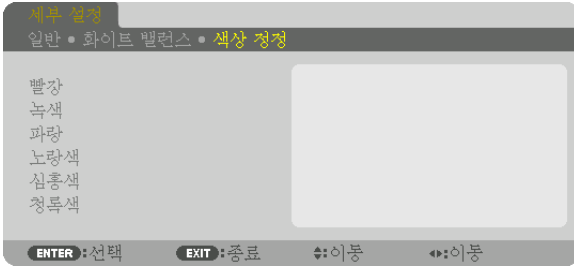 세부 설정
일반 • 화이트 밸런스 • 색상 정정
빨강
녹색
파랑
노랑색
심홍색
청록색
ENTER :선택 EXIT :종료 :이동 :이동